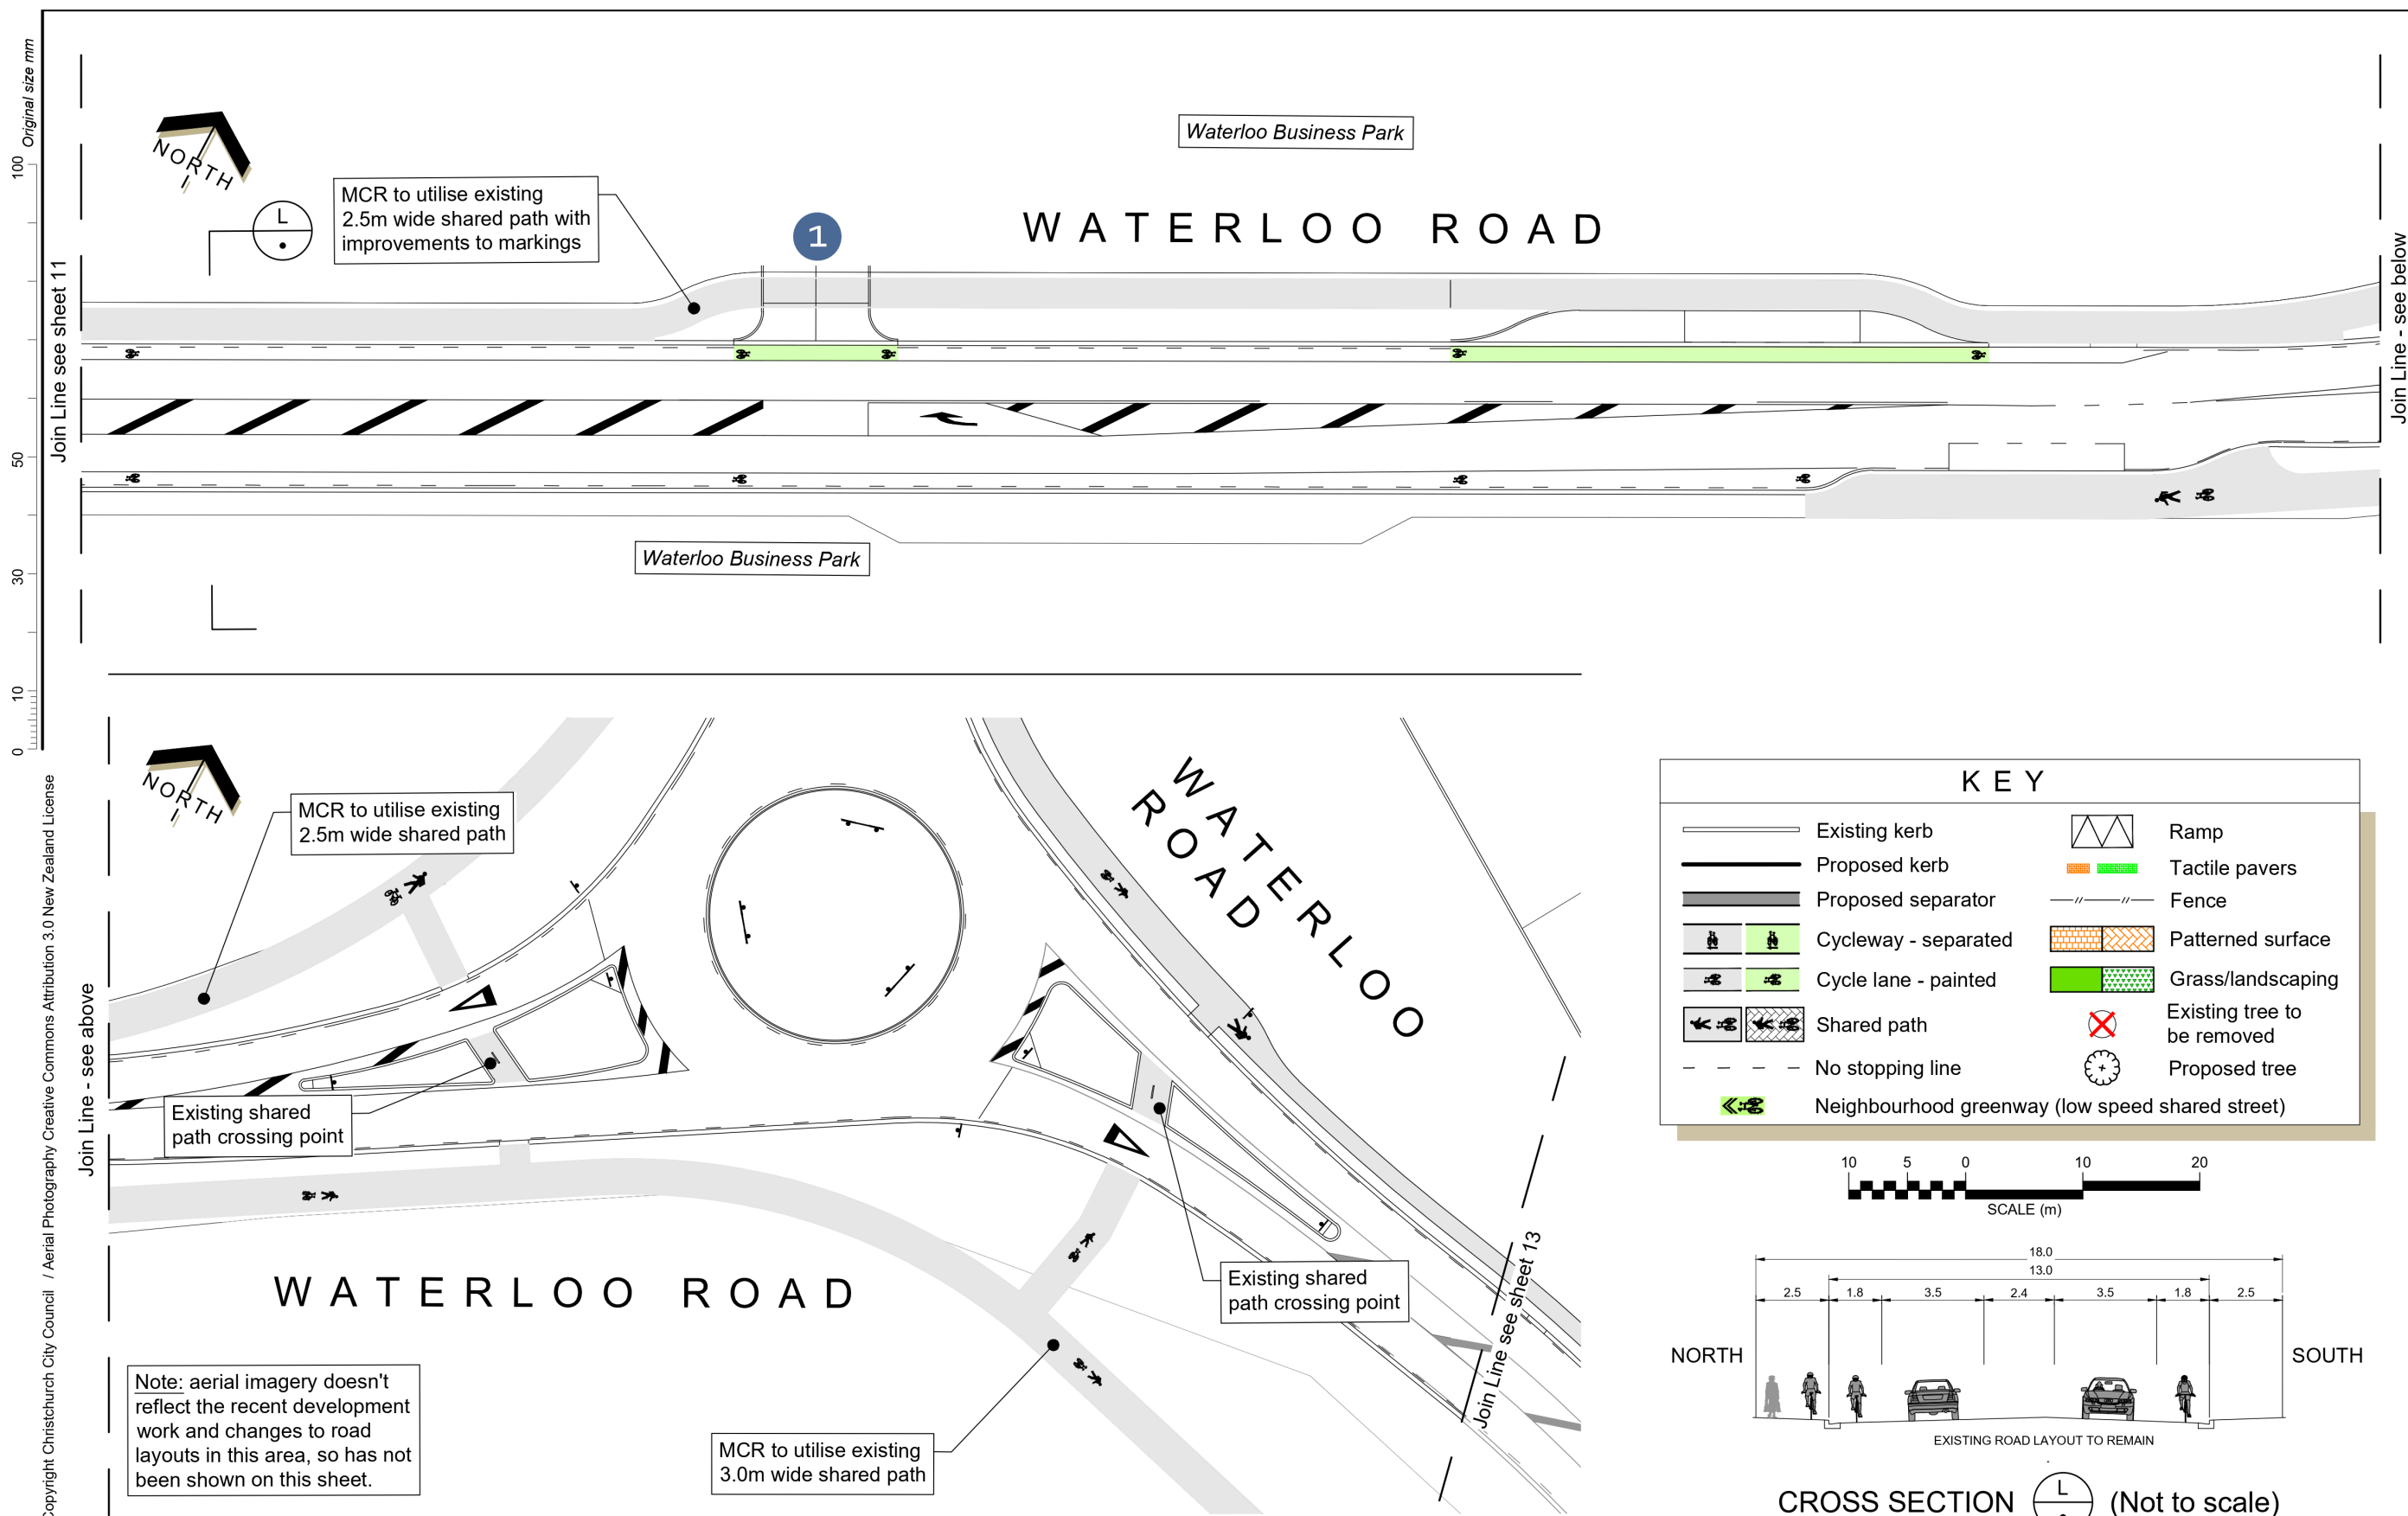 Original size mm
100
50
30
10
0
Copyright Christchurch City Council / Aerial Photography Creative Commons Attribution 3.0 New Zealand License
NORTH
L
MCR to utilise existing
2.5m wide shared path with
improvements to markings
1
Waterloo Business Park
WATERLOO ROAD
Join Line see sheet 11
Join Line - see below
Waterloo Business Park
NORTH
MCR to utilise existing
2.5m wide shared path
WATERLOO
ROAD
Join Line - see above
Existing shared
path crossing point
Existing shared
path crossing point
Join Line see sheet 13
WATERLOO ROAD
Note: aerial imagery doesn't
reflect the recent development
work and changes to road
layouts in this area, so has not
been shown on this sheet.
MCR to utilise existing
3.0m wide shared path
KEY
Existing kerb
Proposed kerb
Proposed separator
Cycleway - separated
Cycle lane - painted
Shared path
No stopping line
Neighbourhood greenway (low speed shared street)
Ramp
Tactile pavers
Fence
Patterned surface
Grass/landscaping
Existing tree to
be removed
Proposed tree
10 5 0 10 20
SCALE (m)
18.0
13.0
2.5 1.8 3.5 2.4 3.5 1.8 2.5
NORTH
SOUTH
EXISTING ROAD LAYOUT TO REMAIN
CROSS SECTION L (Not to scale)